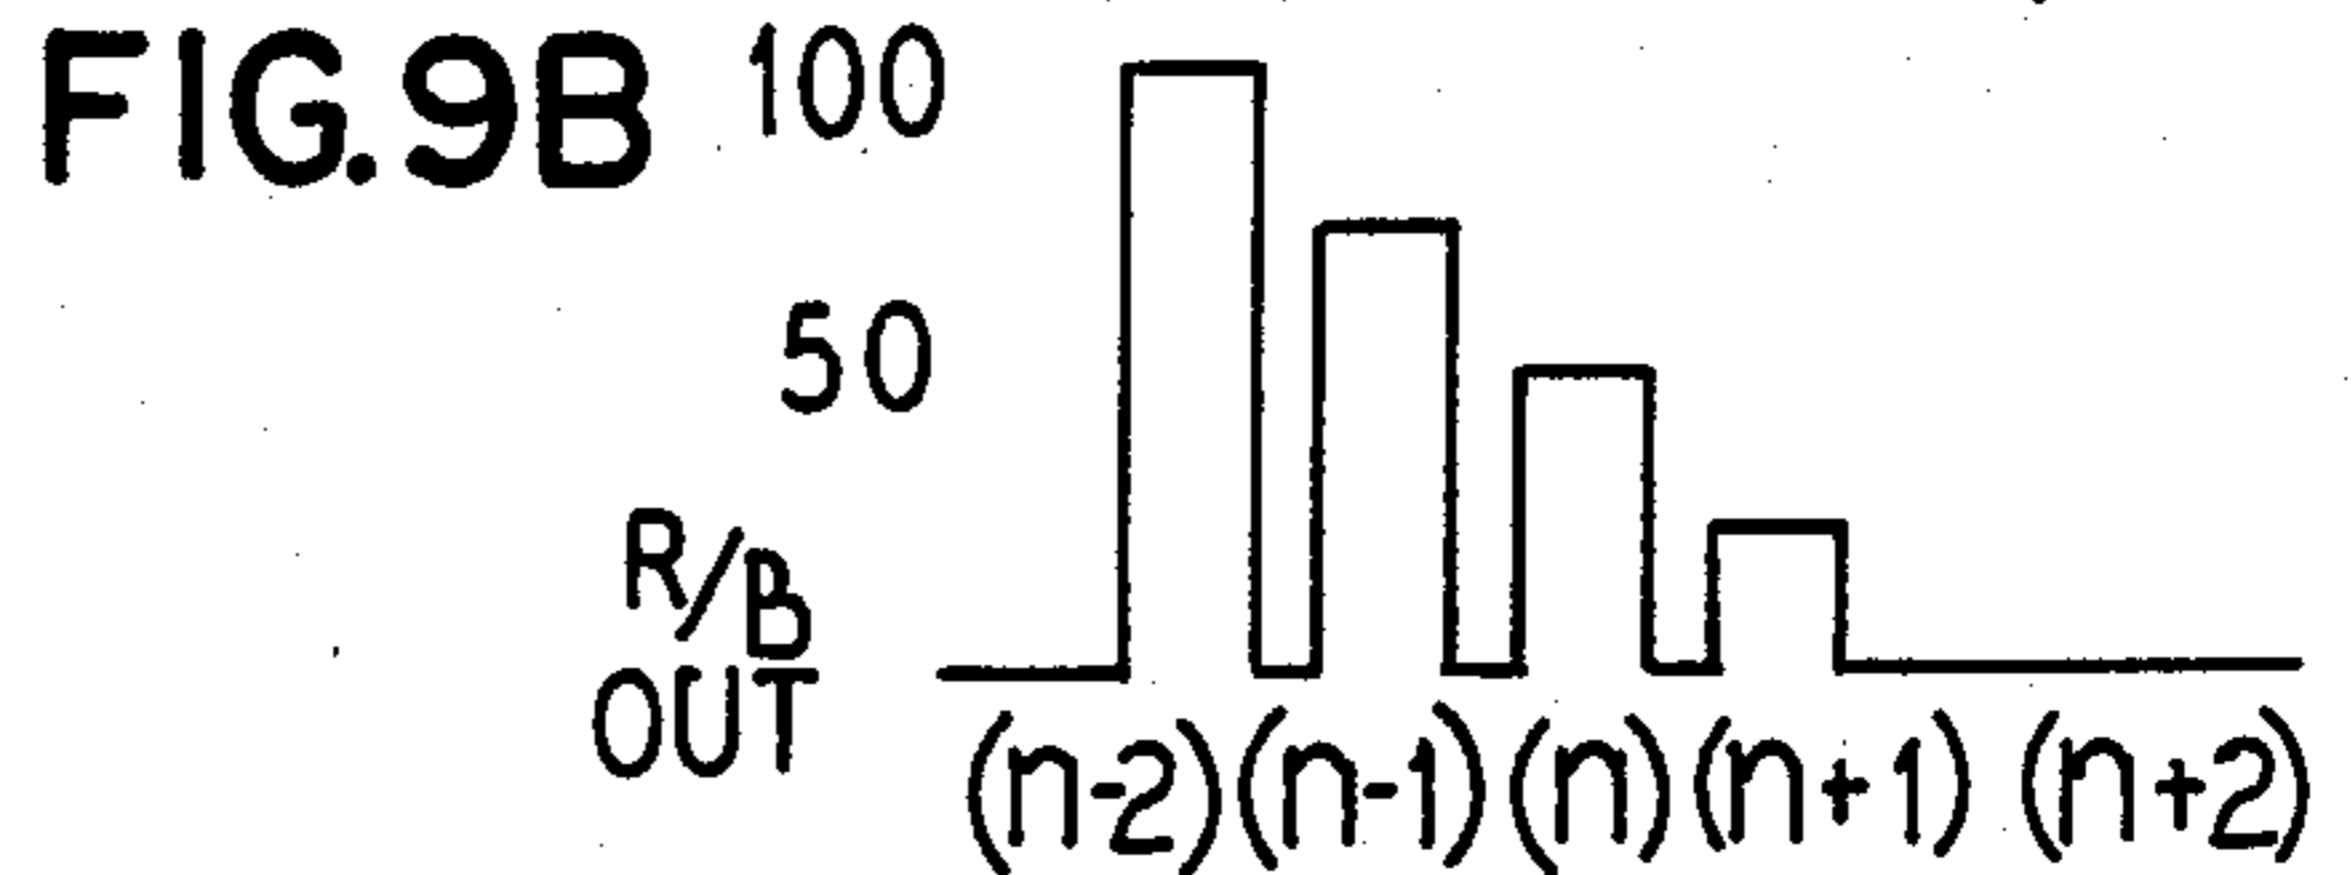 FIG. 9B
100
50
R/B
OUT
(n-2) (n-1) (n) (n+1) (n+2)